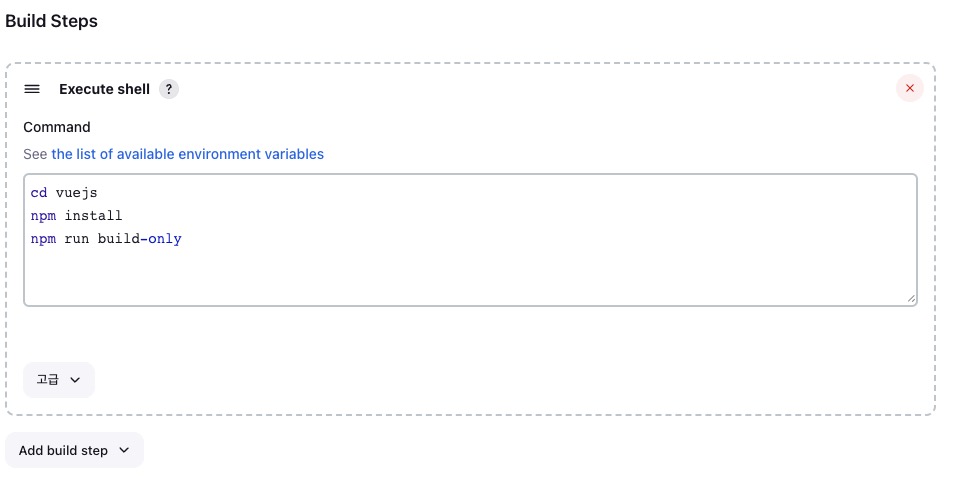 Build Steps
Execute shell ?
Command
See the list of available environment variables
cd vuejs
npm install
npm run build-only
고급
Add build step